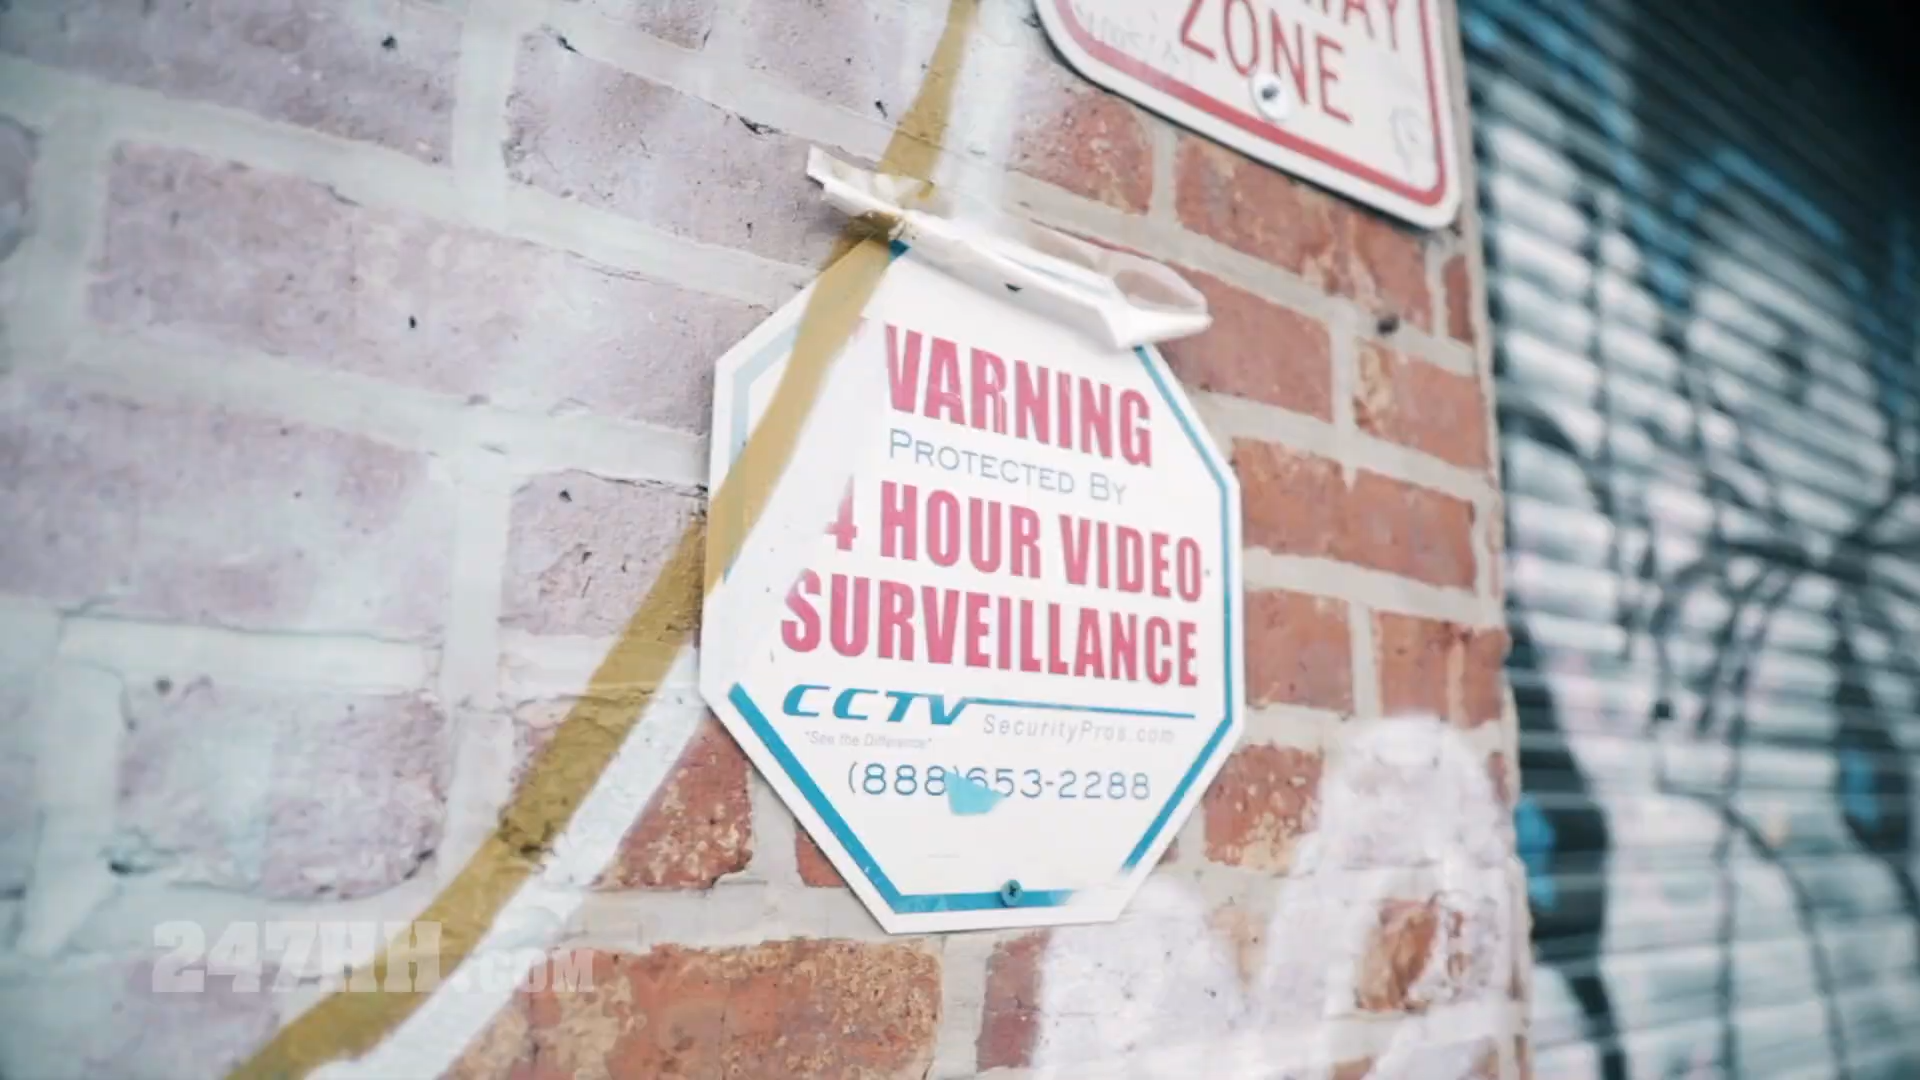 WAY
ZONE
VARNING
PROTECTED BY
4 HOUR VIDEO
SURVEILLANCE
CCTV SecurityPros.com
"See the Difference"
(888)653-2288
247HH.COM